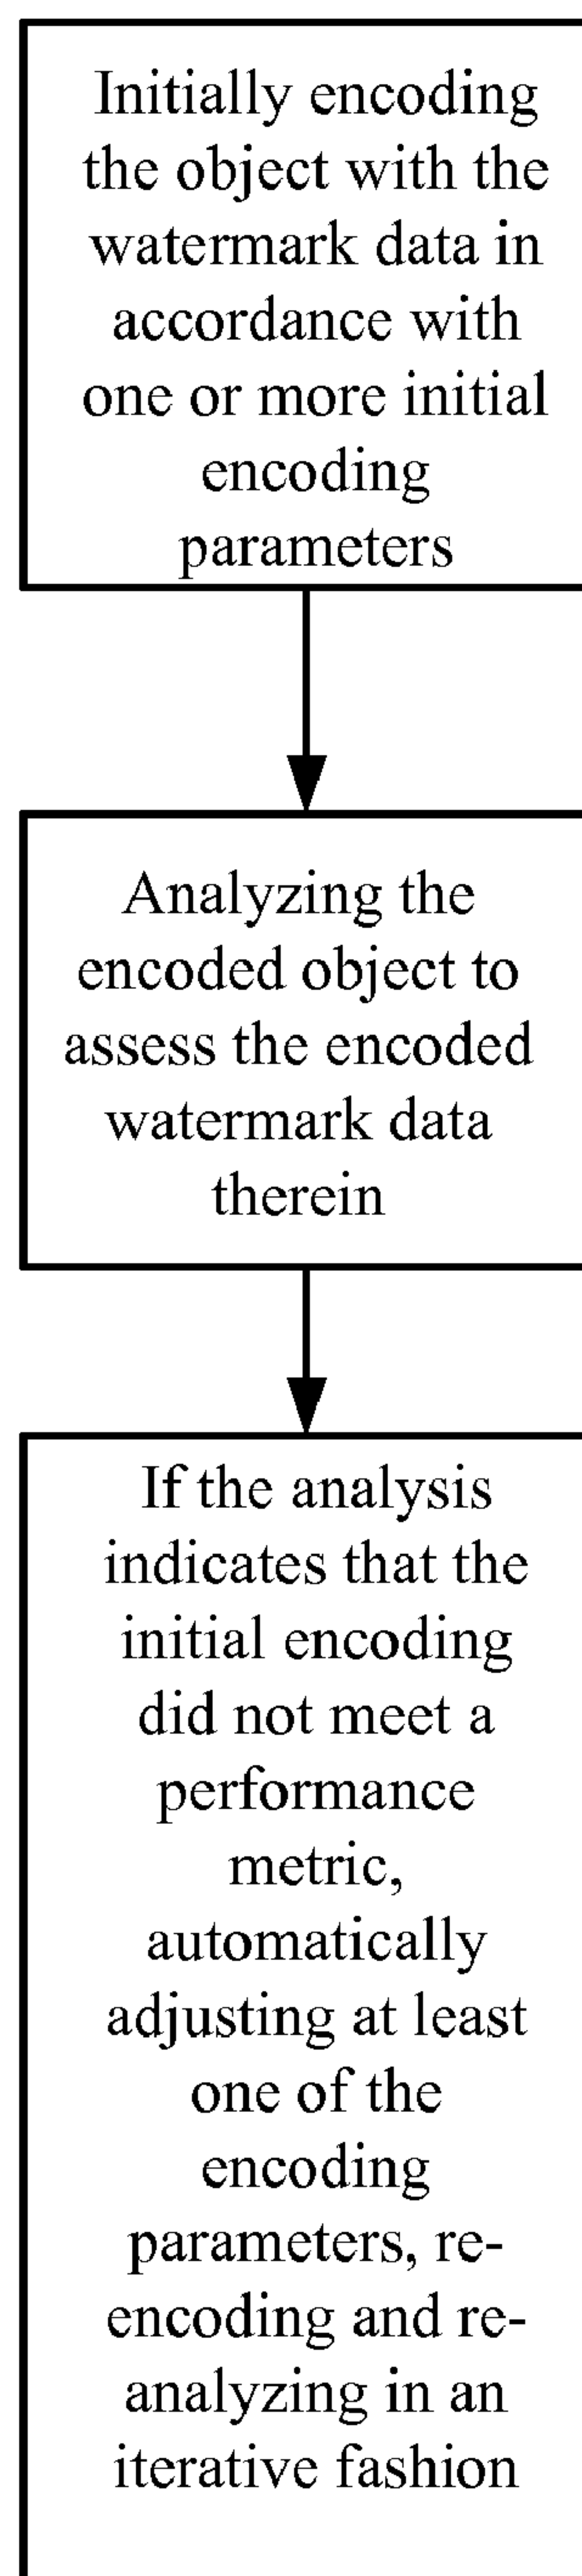 Initially encoding
the object with the
watermark data in
accordance with
one or more initial
encoding
parameters
Analyzing the
encoded object to
assess the encoded
watermark data
therein
If the analysis
indicates that the
initial encoding
did not meet a
performance
metric,
automatically
adjusting at least
one of the
encoding
parameters, re-
encoding and re-
analyzing in an
iterative fashion